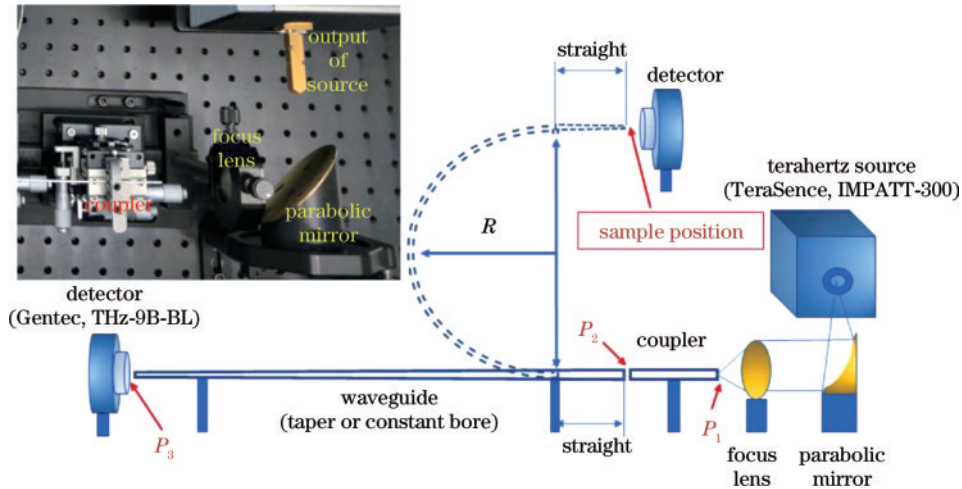 output
of
source
focus
lens
coupler
parabolic
mirror
straight
detector
terahertz source
(TeraSence, IMPATT-300)
sample position
R
detector
(Gentec, THz-9B-BL)
P2
coupler
waveguide
(taper or constant bore)
P3
straight
P1
focus
lens
parabolic
mirror